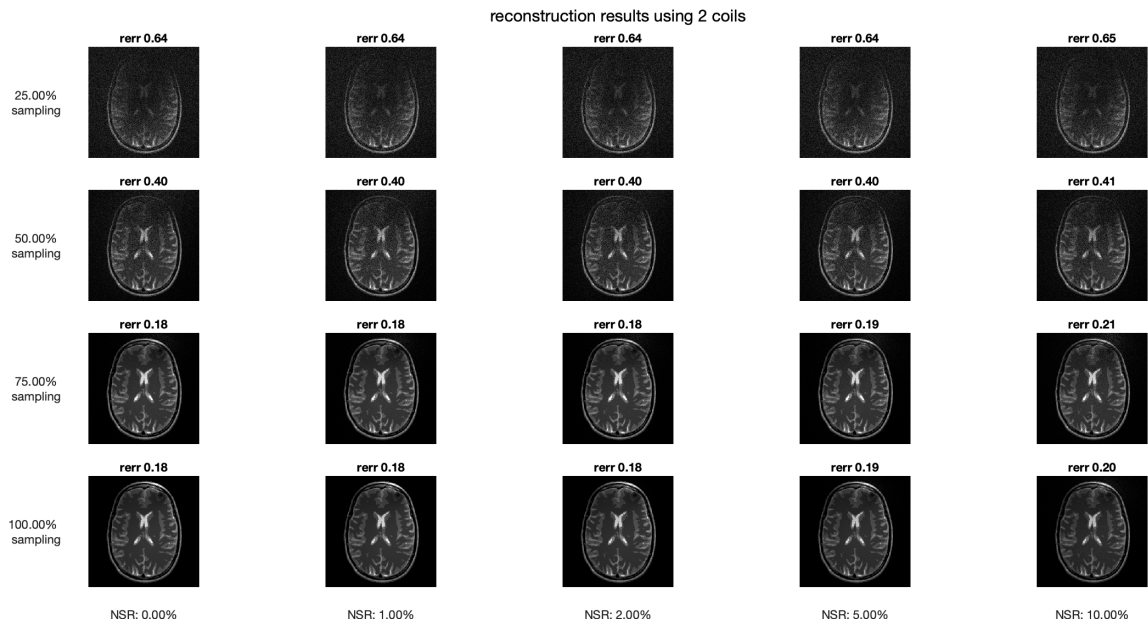 reconstruction results using 2 coils
rerr 0.64 rerr 0.64 rerr 0.64 rerr 0.64 rerr 0.65
25.00%
sampling
rerr 0.40 rerr 0.40 rerr 0.40 rerr 0.40 rerr 0.41
50.00%
sampling
rerr 0.18 rerr 0.18 rerr 0.18 rerr 0.19 rerr 0.21
75.00%
sampling
rerr 0.18 rerr 0.18 rerr 0.18 rerr 0.19 rerr 0.20
100.00%
sampling
NSR: 0.00% NSR: 1.00% NSR: 2.00% NSR: 5.00% NSR: 10.00%